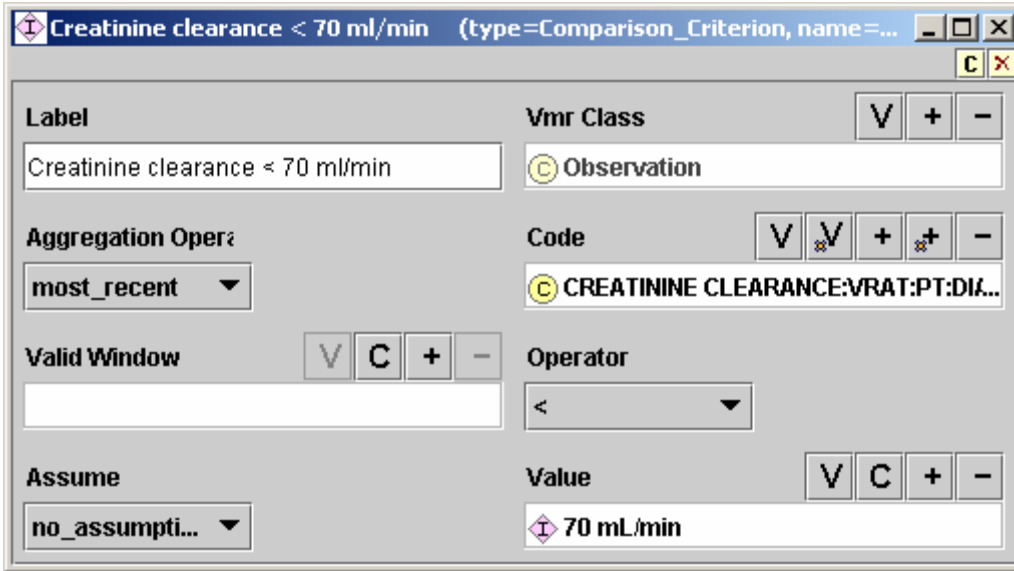 I Creatinine clearance < 70 ml/min (type=Comparison_Criterion, name=...
C
Label
Creatinine clearance < 70 ml/min
Vmr Class V + -
C Observation
Aggregation Opera
most_recent
Code V V + + -
C CREATININE CLEARANCE:VRAT:PT:DIA...
Valid Window V C + -
Operator
<
Assume
no_assumpti...
Value V C + -
I 70 mL/min